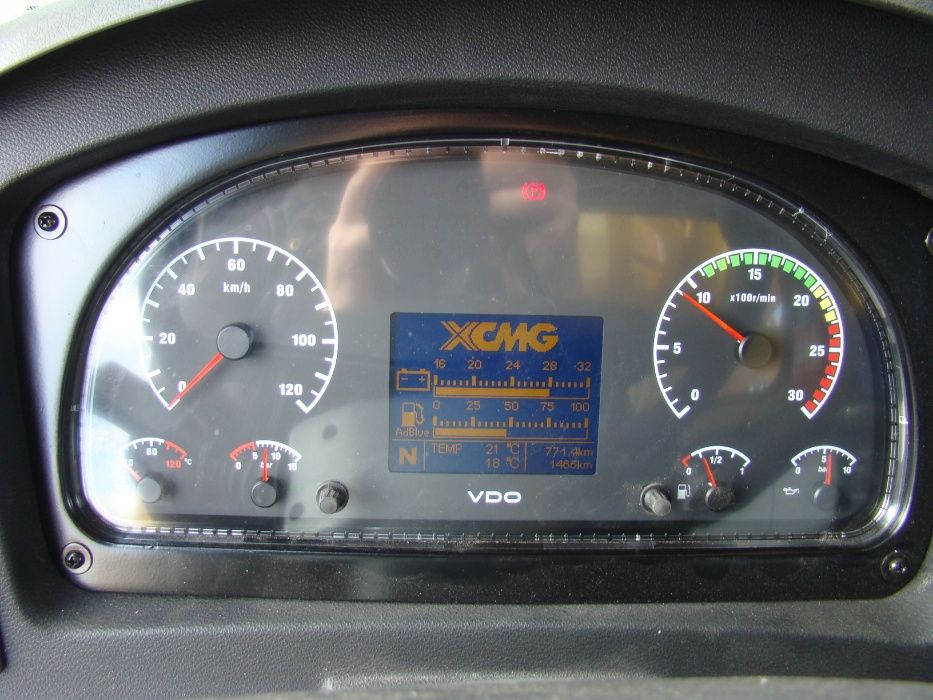 P
60
40
km/h
80
20
100
0
120
15
10
x100r/min
20
5
25
0
30
XCMG
16 20 24 28 32
- +
0 25 50 75 100
AdBlue
N
TEMP 21 °C
18 °C
771.4km
1465km
VDO
60
120 °C
0 5 10 15
bar
0 1/2 1
0 5 10
bar